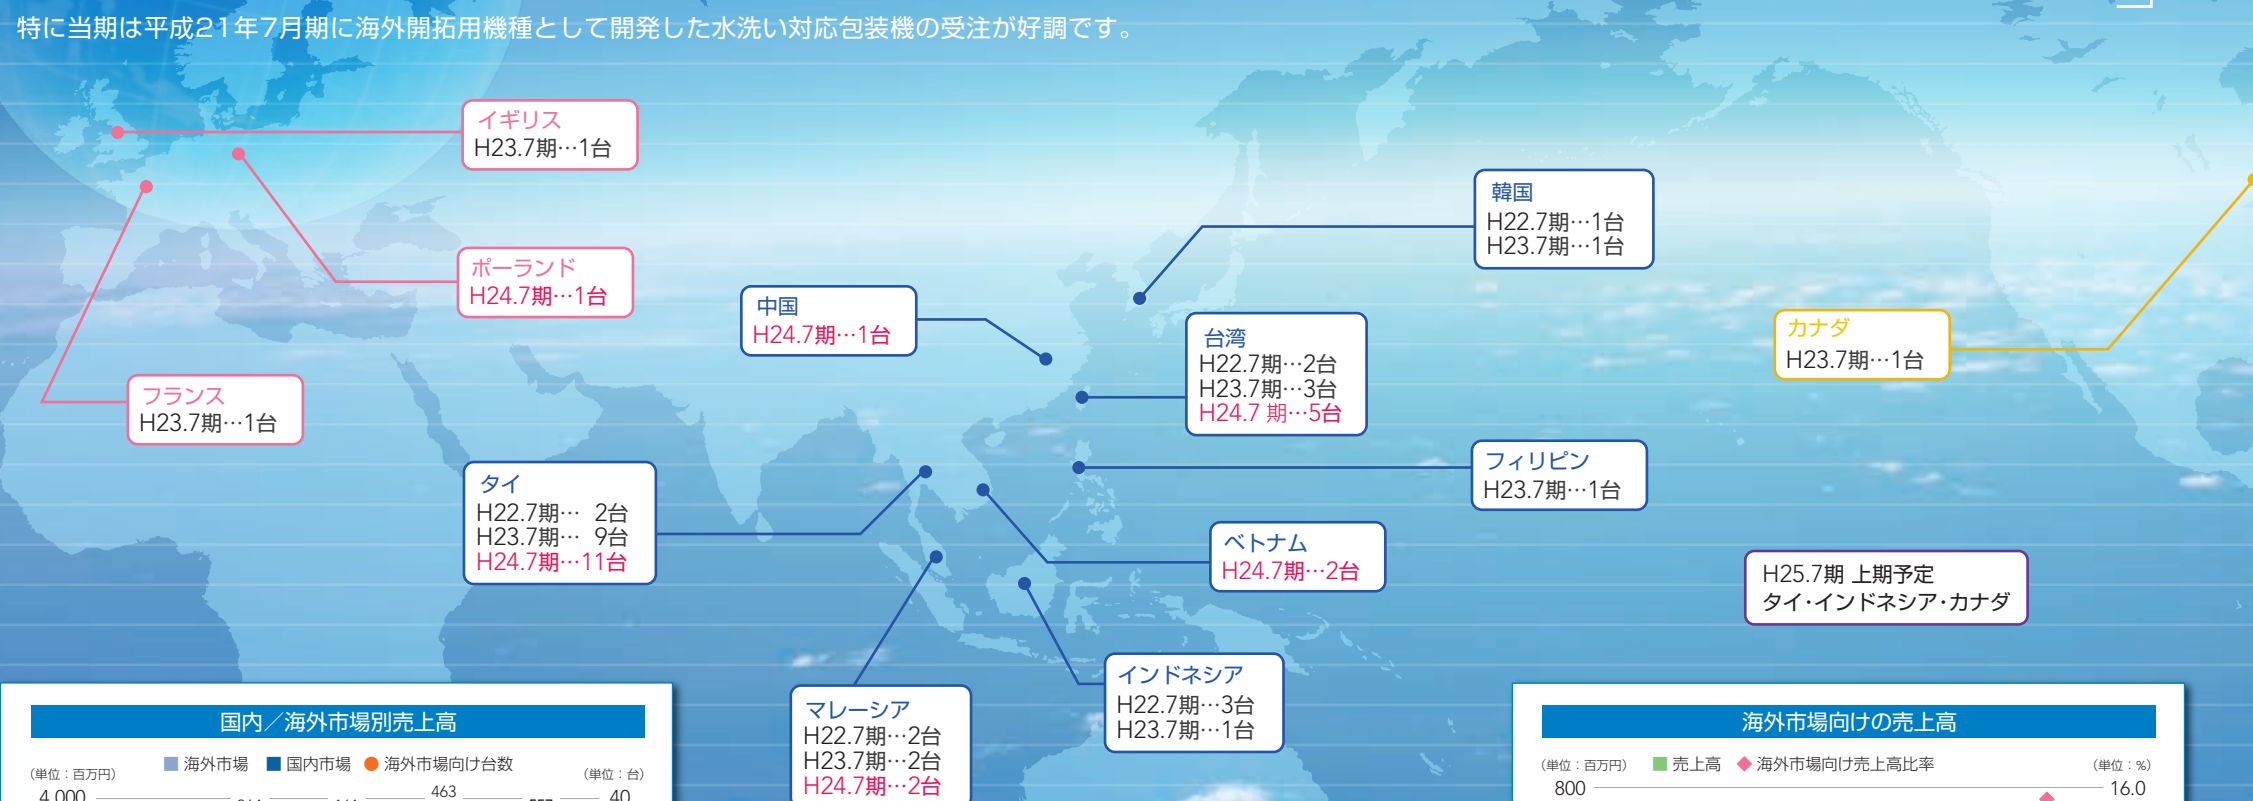 特に当期は平成21年7月期に海外開拓用機種として開発した水洗い対応包装機の受注が好調です。
イギリス
H23.7期…1台
ポーランド
H24.7期…1台
フランス
H23.7期…1台
中国
H24.7期…1台
韓国
H22.7期…1台
H23.7期…1台
台湾
H22.7期…2台
H23.7期…3台
H24.7 期…5台
カナダ
H23.7期…1台
タイ
H22.7期… 2台
H23.7期… 9台
H24.7期…11台
フィリピン
H23.7期…1台
ベトナム
H24.7期…2台
H25.7期 上期予定
タイ・インドネシア・カナダ
インドネシア
H22.7期…3台
H23.7期…1台
マレーシア
H22.7期…2台
H23.7期…2台
H24.7期…2台
国内／海外市場別売上高
海外市場 国内市場 海外市場向け台数
（単位：百万円） （単位：台）
4,000 463 40
海外市場向けの売上高
売上高 海外市場向け売上高比率
（単位：百万円） （単位：%）
800 16.0